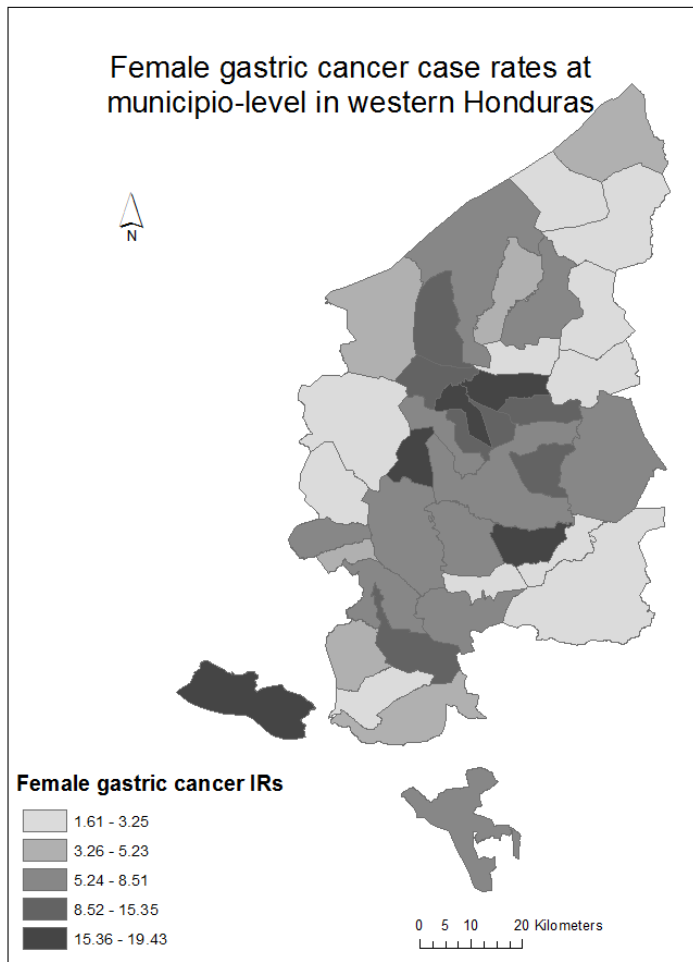 Female gastric cancer case rates at
municipio-level in western Honduras
N
Female gastric cancer IRs
1.61 - 3.25
3.26 - 5.23
5.24 - 8.51
8.52 - 15.35
15.36 - 19.43
0 5 10 20 Kilometers